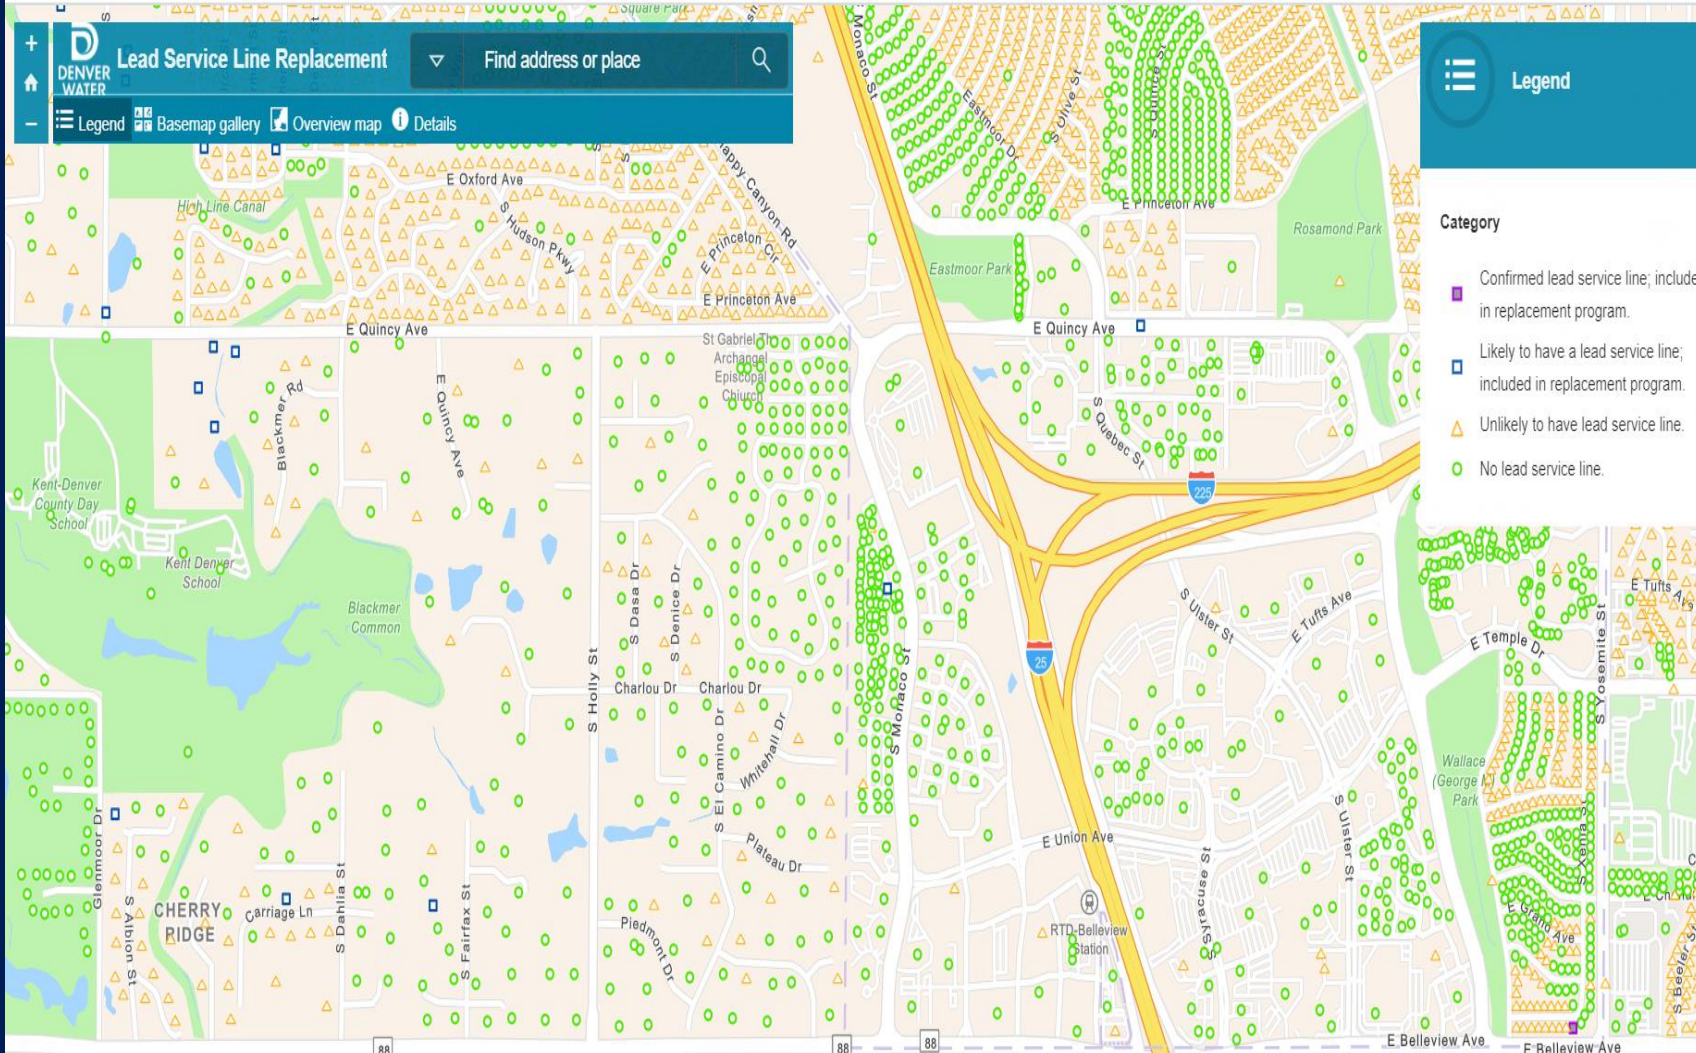 DENVER
WATER
Lead Service Line Replacement
Find address or place
Legend
Basemap gallery
Overview map
Details
Legend
Category
Confirmed lead service line; include
in replacement program.
Likely to have a lead service line;
included in replacement program.
Unlikely to have lead service line.
No lead service line.
Square Park
S Monaco St
Eastmoor Dr
S Olive St
S Quince St
E Oxford Ave
High Line Canal
S Hudson Pkwy
E Princeton Cir
appy Canyon Rd
E Princeton Ave
E Princeton Ave
Eastmoor Park
Rosamond Park
E Quincy Ave
E Quincy Ave
St Gabriel Th
Archangel
Episcopal
Church
Blackmer Rd
E Quincy Ave
S Quebec St
225
Kent-Denver
County Day
School
Kent Denver
School
Blackmer
Common
S Dasa Dr
S Denice Dr
S Holly St
Charlou Dr
Charlou Dr
S El Camino Dr
Whitehall Dr
S Monaco St
25
S Ulster St
E Tufts Ave
E Tufts Av
E Temple Dr
S Yosemite St
Wallace
(George M)
Park
Glenmoor Dr
Plateau Dr
E Union Ave
S Ulster St
S Syracuse St
S Xenia St
CHERRY
RIDGE
Carriage Ln
S Albion St
S Dahlia St
S Fairfax St
Piedmont Dr
RTD-Belleview
Station
E Grand Ave
S Beeler St
88
88
88
E Belleview Ave
E Belleview Ave